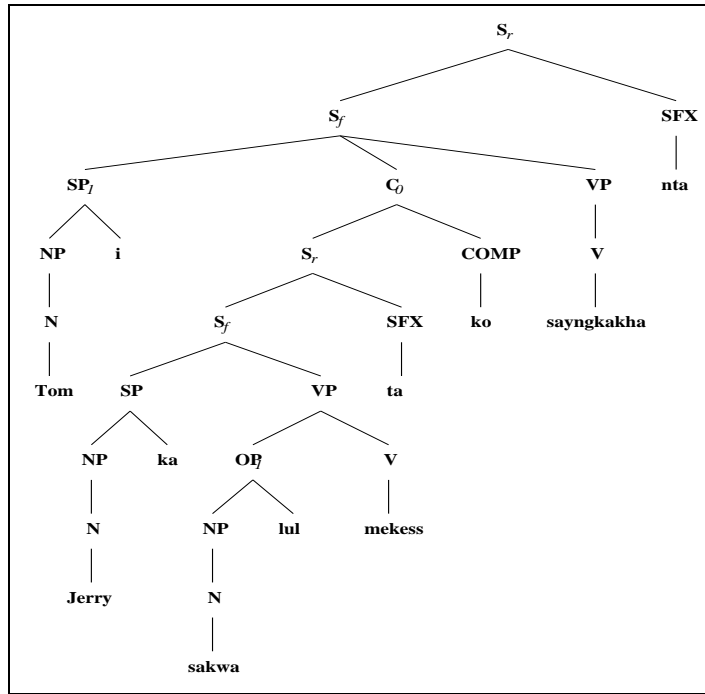 S_r
S_f SFX
SP_1 C_0 VP nta
NP i S_r COMP V
N S_f SFX ko sayngkakha
Tom SP VP ta
NP ka OP_1 V
N NP lul mekess
Jerry N
sakwa